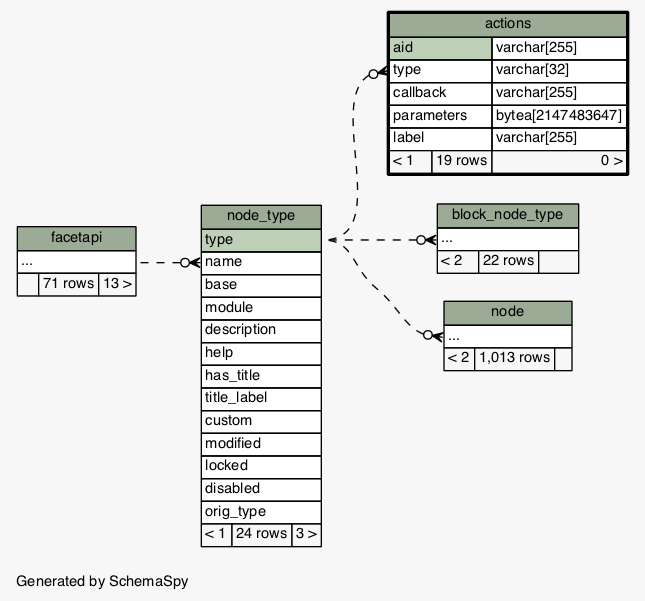 actions
aid varchar[255]
type varchar[32]
callback varchar[255]
parameters bytea[2147483647]
label varchar[255]
< 1 19 rows 0 >
facetapi
...
71 rows 13 >
node_type
type
name
base
module
description
help
has_title
title_label
custom
modified
locked
disabled
orig_type
< 1 24 rows 3 >
block_node_type
...
< 2 22 rows
node
...
< 2 1,013 rows
Generated by SchemaSpy